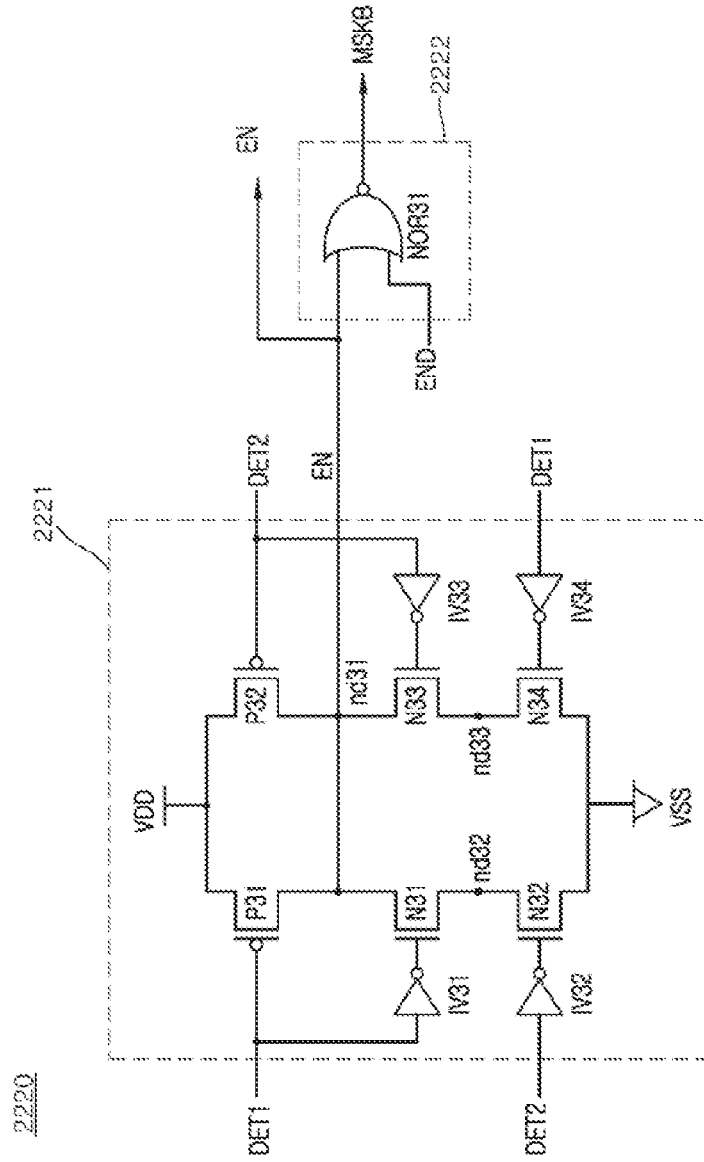 2220
2221
VDD
DET1
P31
P32
DET2
nd31
EN
EN
IV31
N31
N33
IV33
nd32
nd33
DET2
IV32
N32
N34
IV34
DET1
VSS
END
NOR31
MSKB
2222